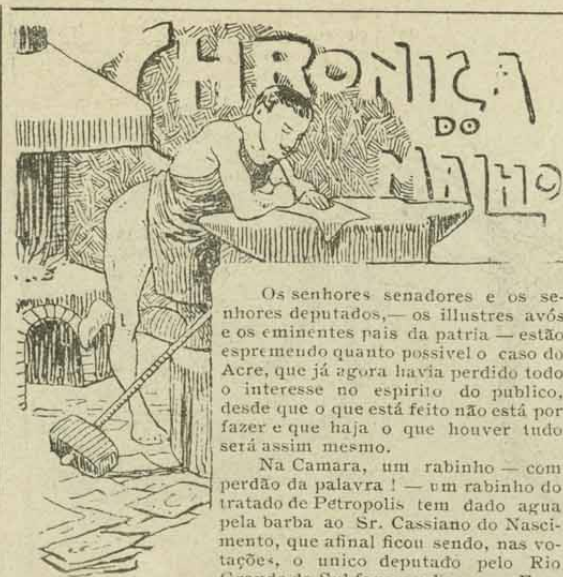 CHRONICA
DO
MALHO
Os senhores senadores e os se-
nhores deputados,— os illustres avós
e os eminentes pais da patria — estão
espremendo quanto possivel o caso do
Acre, que já agora havia perdido todo
o interesse no espirito do publico,
desde que o que está feito não está por
fazer e que haja o que houver tudo
será assim mesmo.
Na Camara, um rabinho — com
perdão da palavra ! — um rabinho do
tratado de Petropolis tem dado agua
pela barba ao Sr. Cassiano do Nasci-
mento, que afinal ficou sendo, nas vo-
tações, o unico deputado pelo Rio